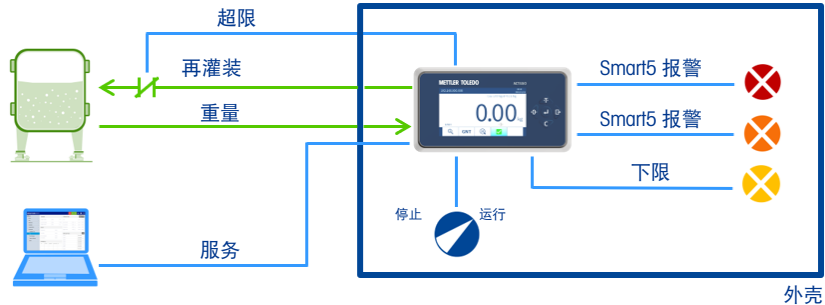 超限
再灌装
重量
服务
METTLER TOLEDO
0.00
停止
运行
Smart5 报警
Smart5 报警
下限
外壳